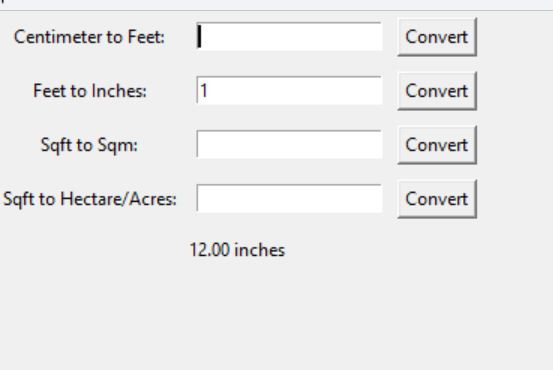 Centimeter to Feet: Convert
Feet to Inches: 1 Convert
Sqft to Sqm: Convert
Sqft to Hectare/Acres: Convert
12.00 inches